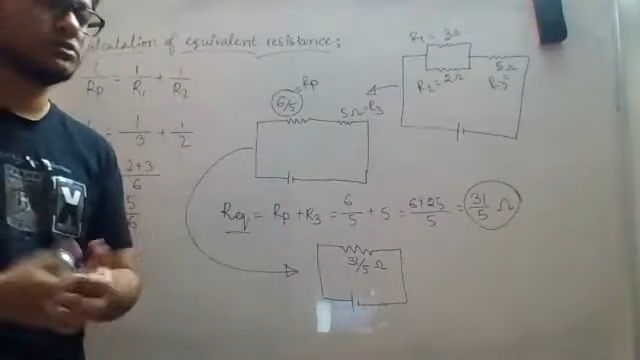 Calculation of equivalent resistance:
1/Rp = 1/R1 + 1/R2
= 1/3 + 1/2
2+3/6
5/6
R1 = 3Ω
R2 = 2Ω
5Ω
R3
6/5 = Rp
5Ω = R3
Req = Rp + R3 = 6/5 + 5 = 6+25/5 = 31/5 Ω
31/5 Ω